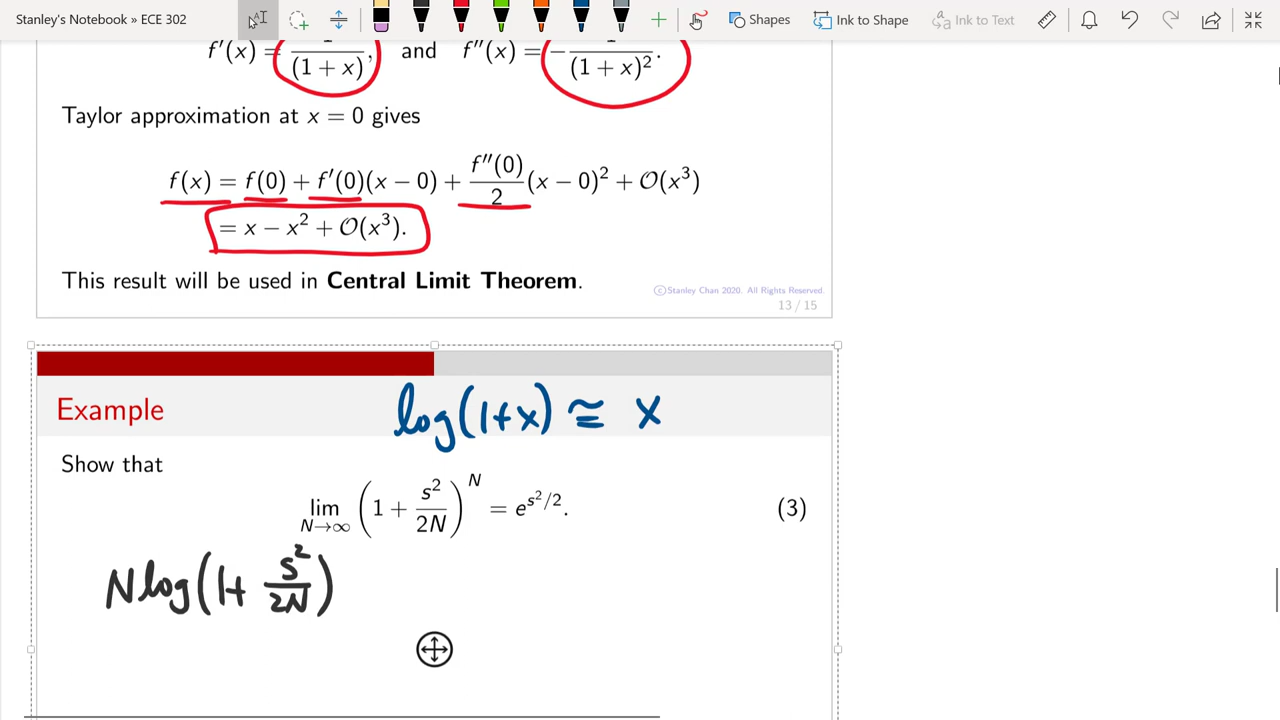 Stanley's Notebook » ECE 302
Shapes
Ink to Shape
Ink to Text
f′(x) = 1/(1 + x), and f″(x) = − 1/(1 + x)².
Taylor approximation at x = 0 gives
f(x) = f(0) + f′(0)(x − 0) + f″(0)/2 (x − 0)² + O(x³)
= x − x² + O(x³).
This result will be used in Central Limit Theorem.
©Stanley Chan 2020. All Rights Reserved.
13 / 15
Example
log(1+x) ≅ x
Show that
lim N→∞ (1 + s²/2N)^N = e^{s²/2}. (3)
N log(1+ s²/2N)